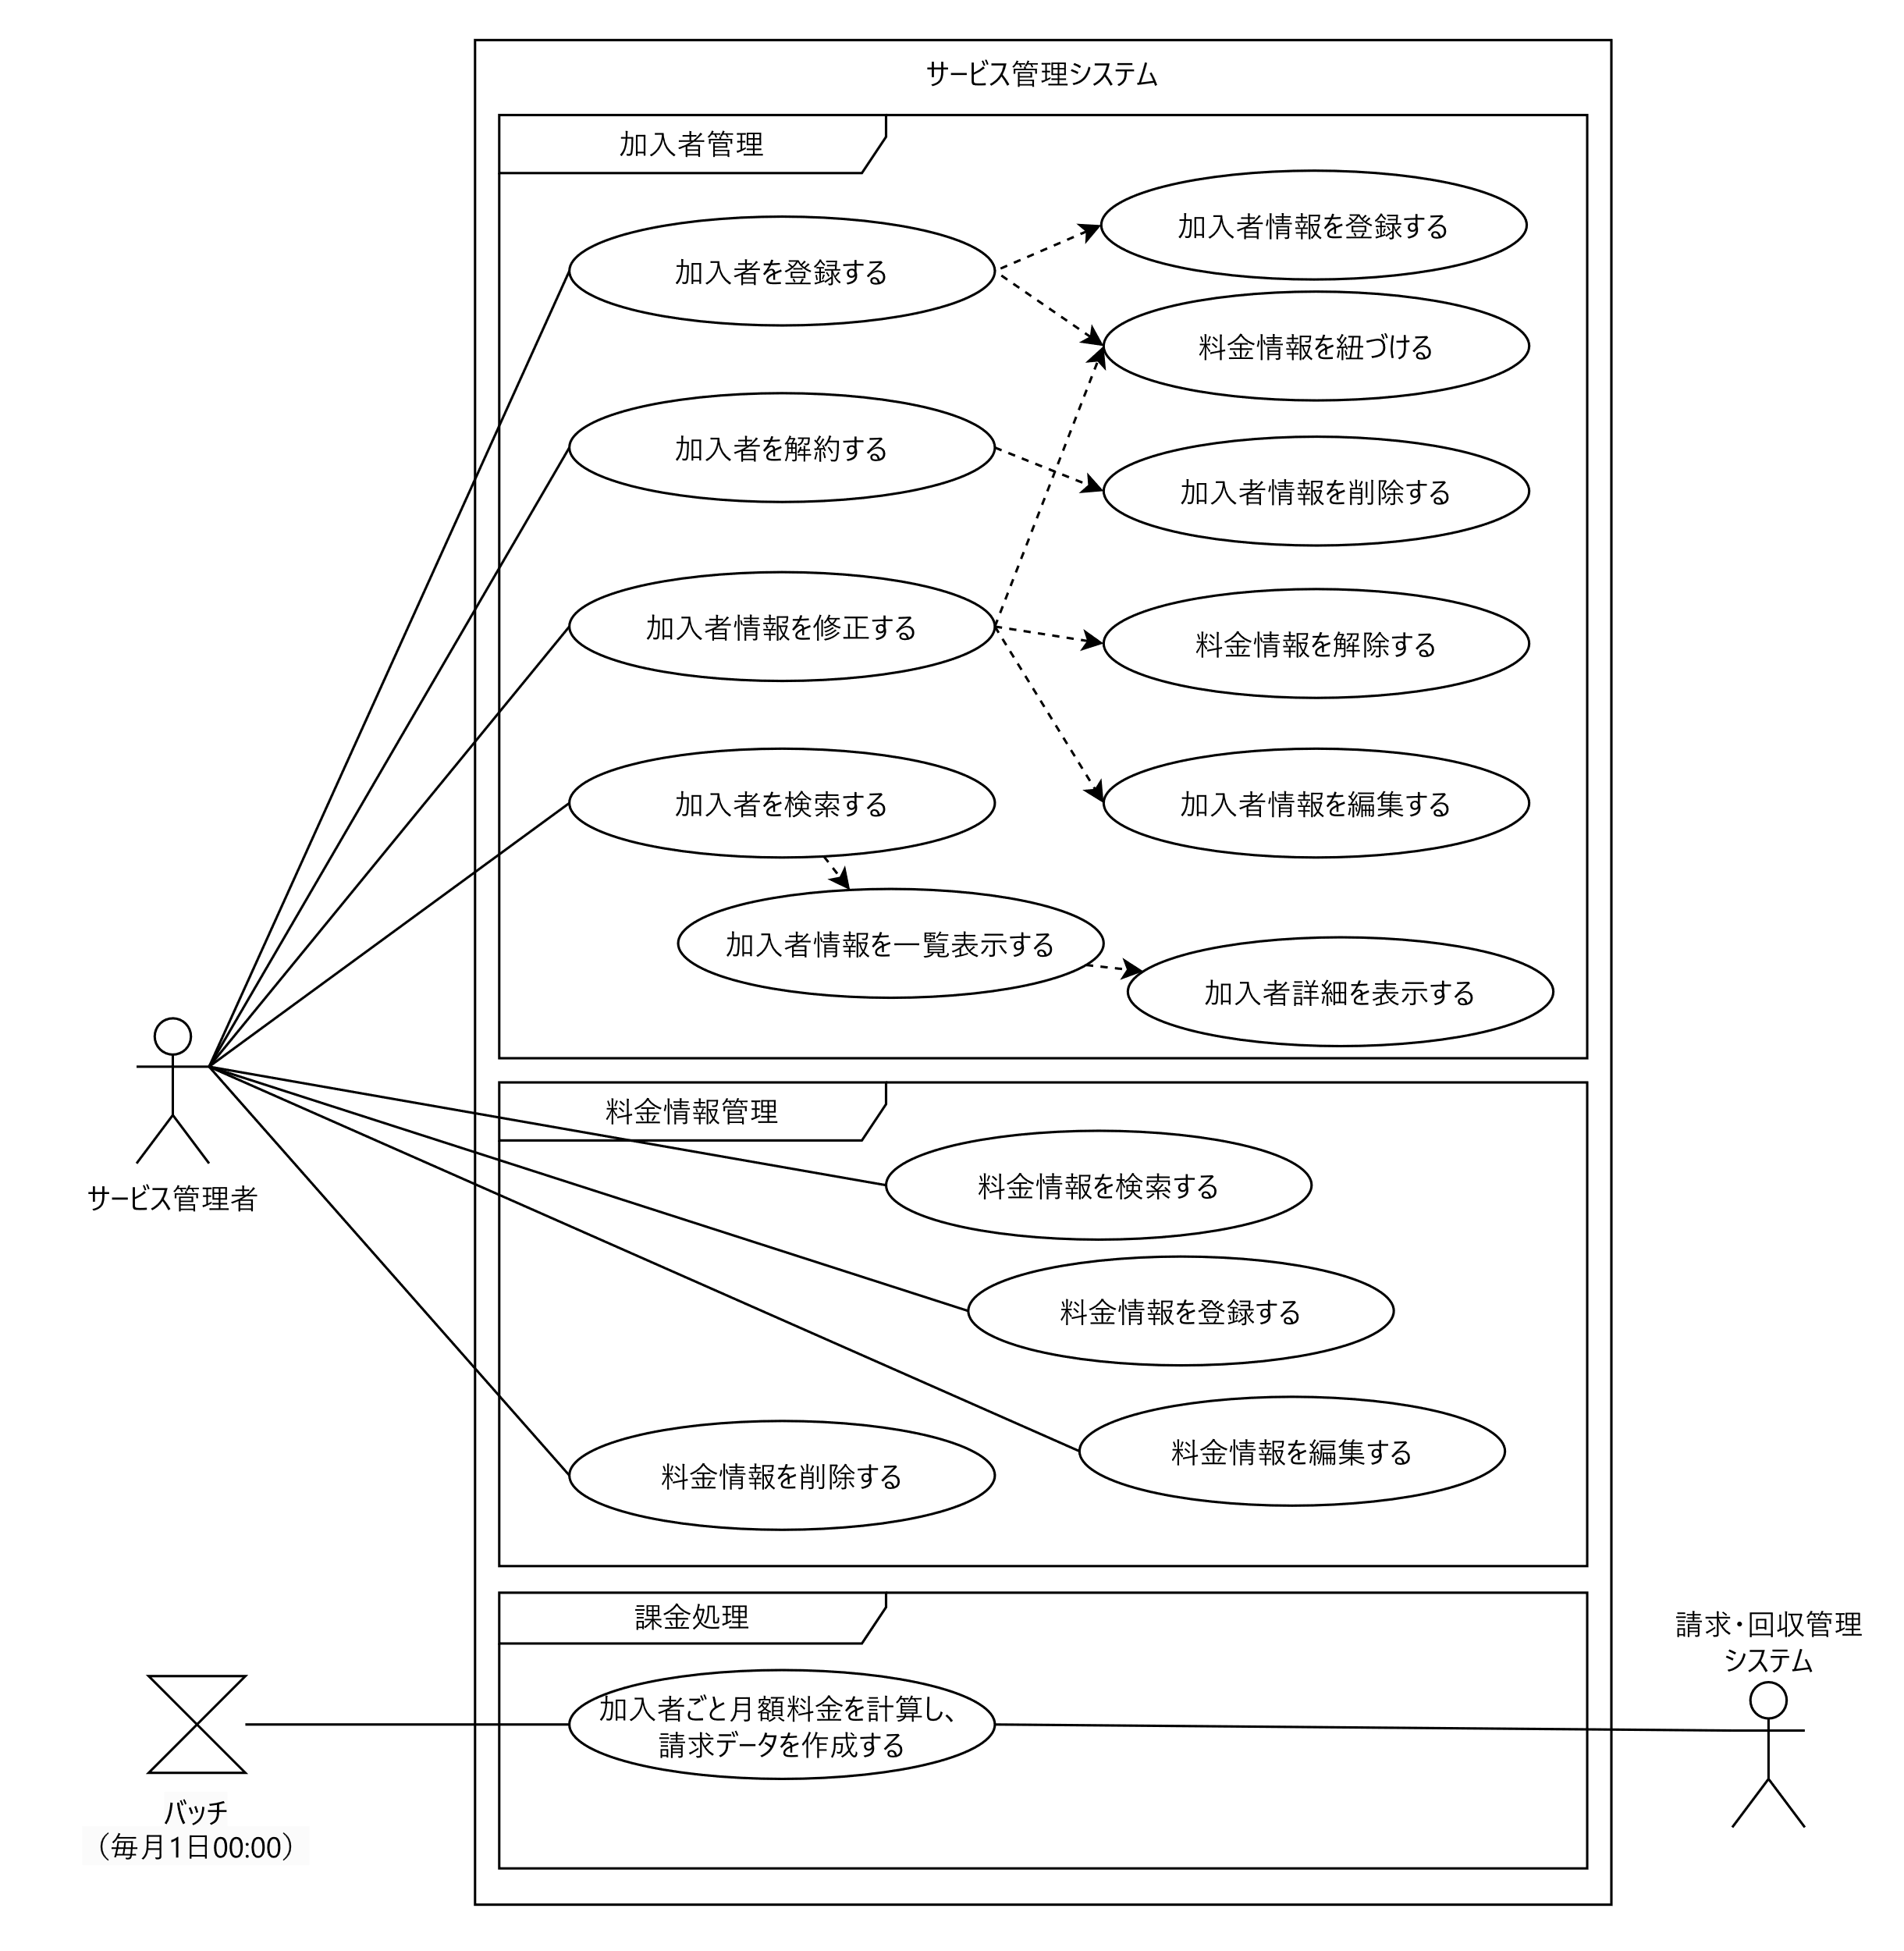 サービス管理システム
加入者管理
加入者を登録する
加入者情報を登録する
料金情報を紐づける
加入者を解約する
加入者情報を削除する
加入者情報を修正する
料金情報を解除する
加入者を検索する
加入者情報を編集する
加入者情報を一覧表示する
加入者詳細を表示する
サービス管理者
料金情報管理
料金情報を検索する
料金情報を登録する
料金情報を編集する
料金情報を削除する
課金処理
加入者ごと月額料金を計算し、
請求データを作成する
バッチ
（毎月1日00:00）
請求・回収管理
システム